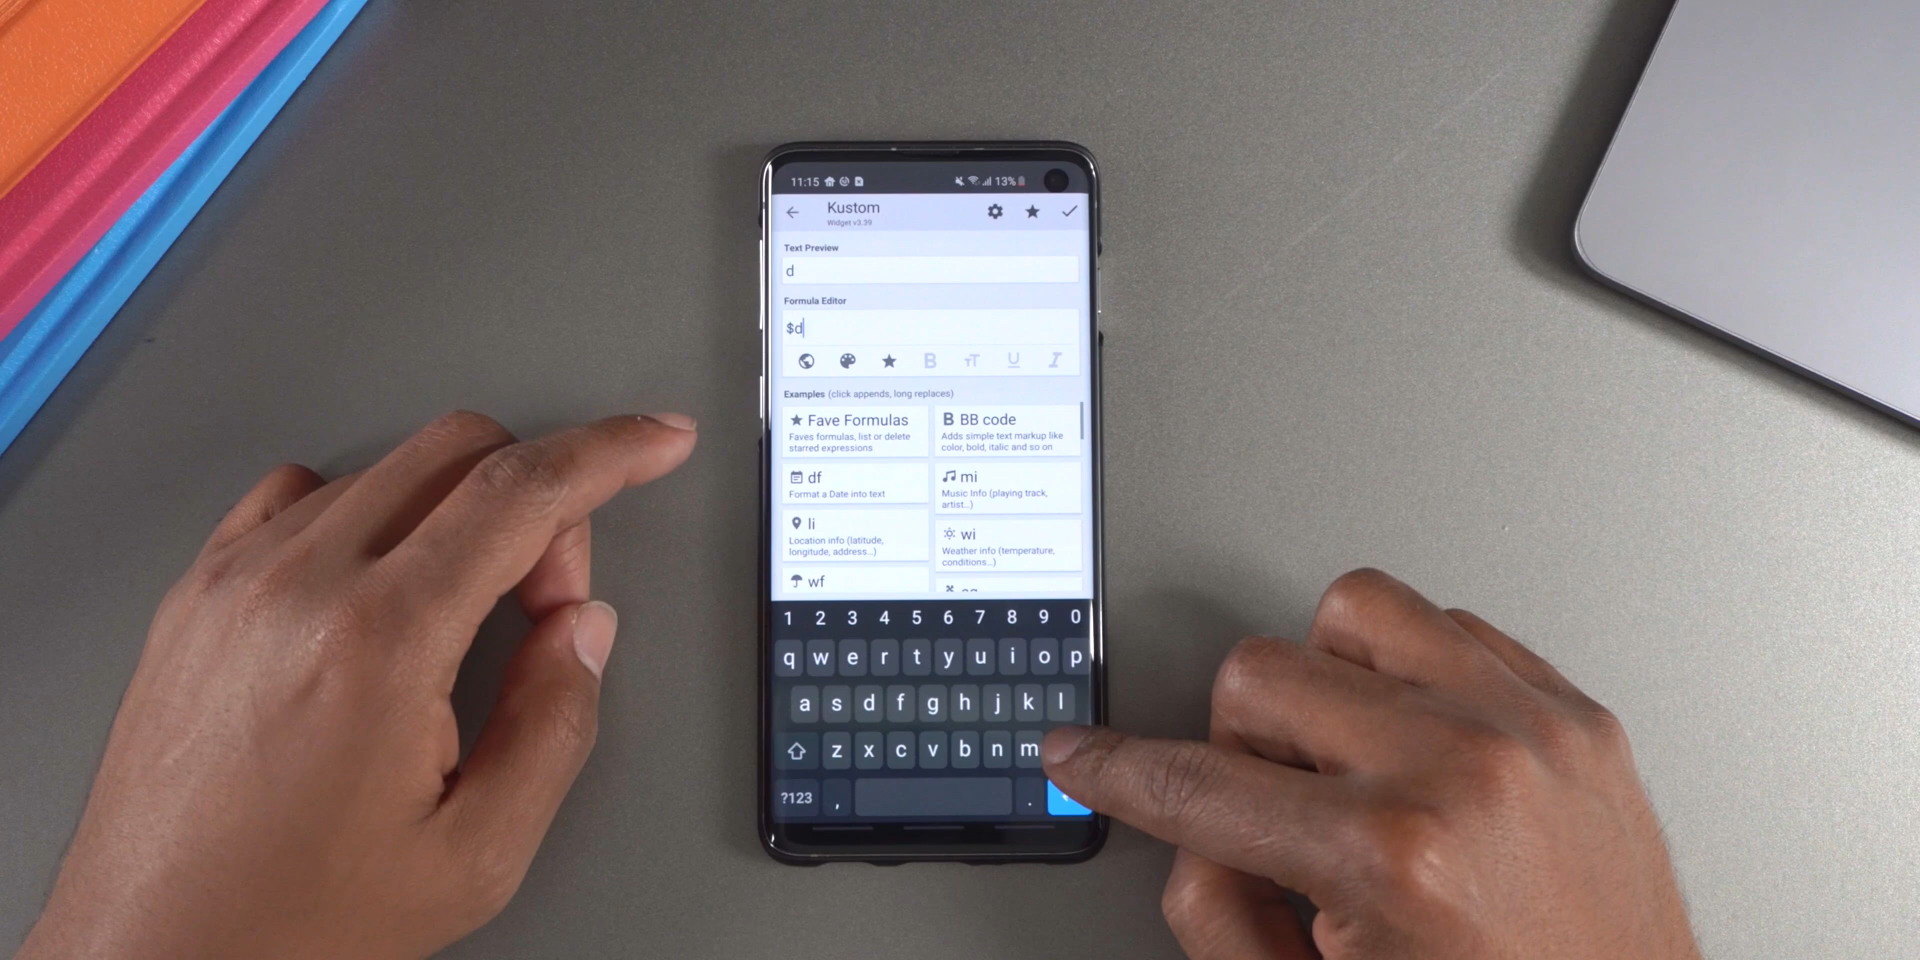 11:15 13%
Kustom
Widget v3.39
Text Preview
d
Formula Editor
$d
B TT U I
Examples (click appends, long replaces)
Fave Formulas
Faves formulas, list or delete
starred expressions
B BB code
Adds simple text markup like
color, bold, italic and so on
df
Format a Date into text
mi
Music Info (playing track,
artist...)
li
Location info (latitude,
longitude, address...)
wi
Weather info (temperature,
conditions...)
wf
1 2 3 4 5 6 7 8 9 0
q w e r t y u i o p
a s d f g h j k l
z x c v b n m
?123 , .